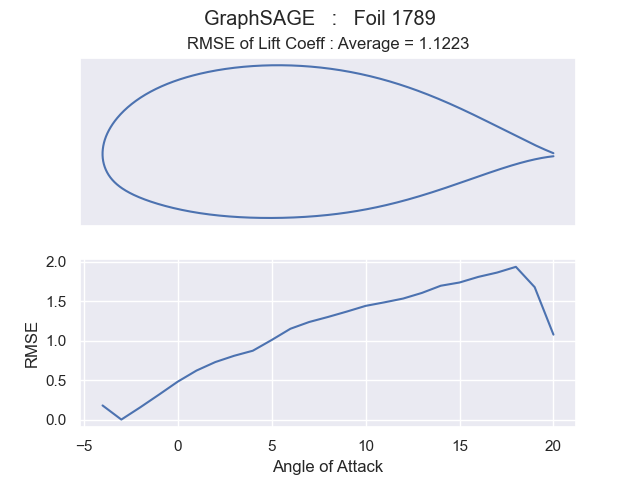 GraphSAGE : Foil 1789
RMSE of Lift Coeff : Average = 1.1223
2.0
1.5
1.0
0.5
0.0
RMSE
−5 0 5 10 15 20
Angle of Attack